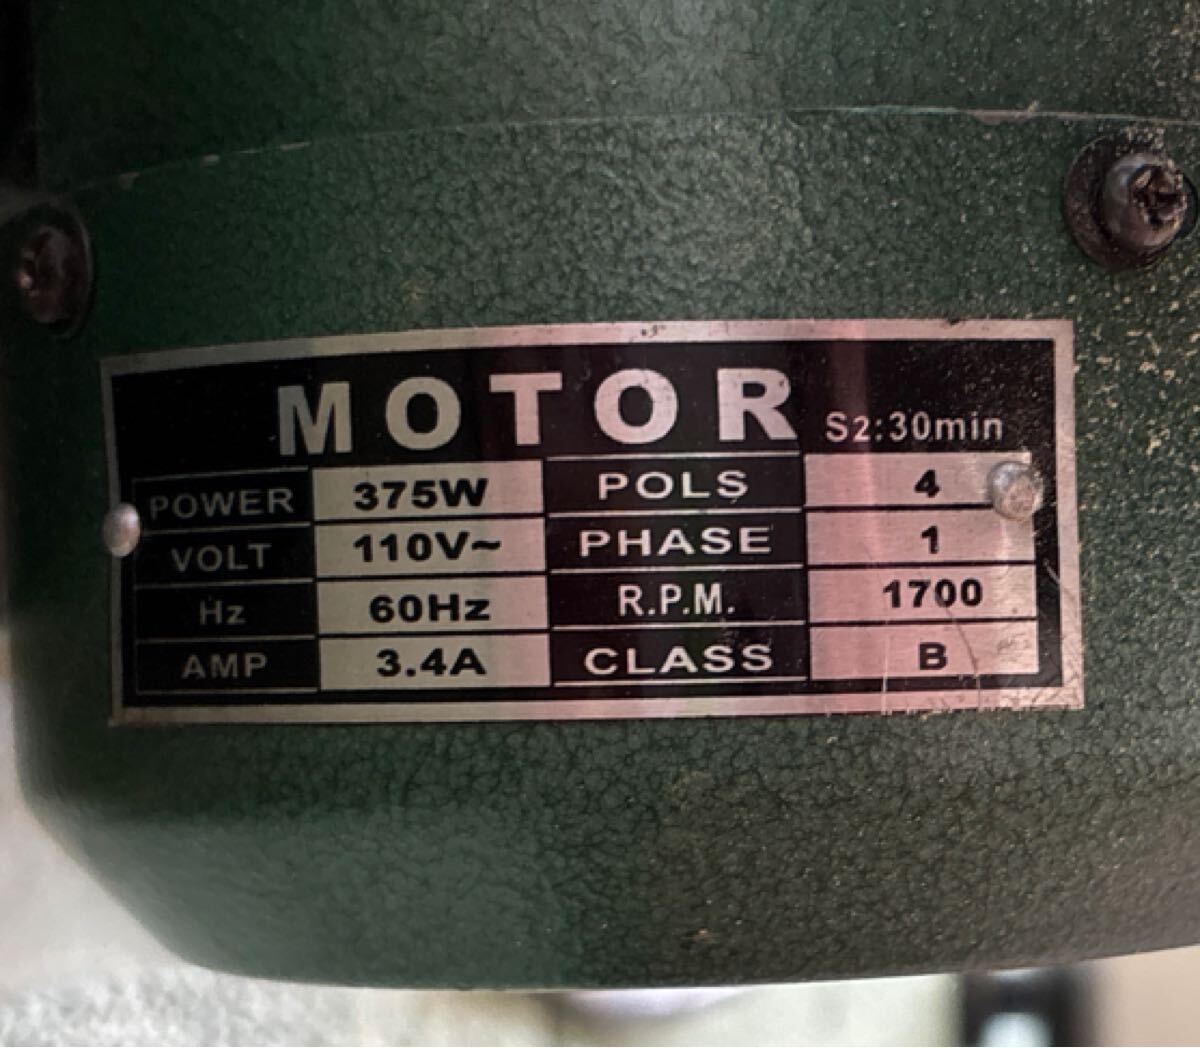 MOTOR S2:30min
POWER 375W POLS 4
VOLT 110V~ PHASE 1
Hz 60Hz R.P.M. 1700
AMP 3.4A CLASS B